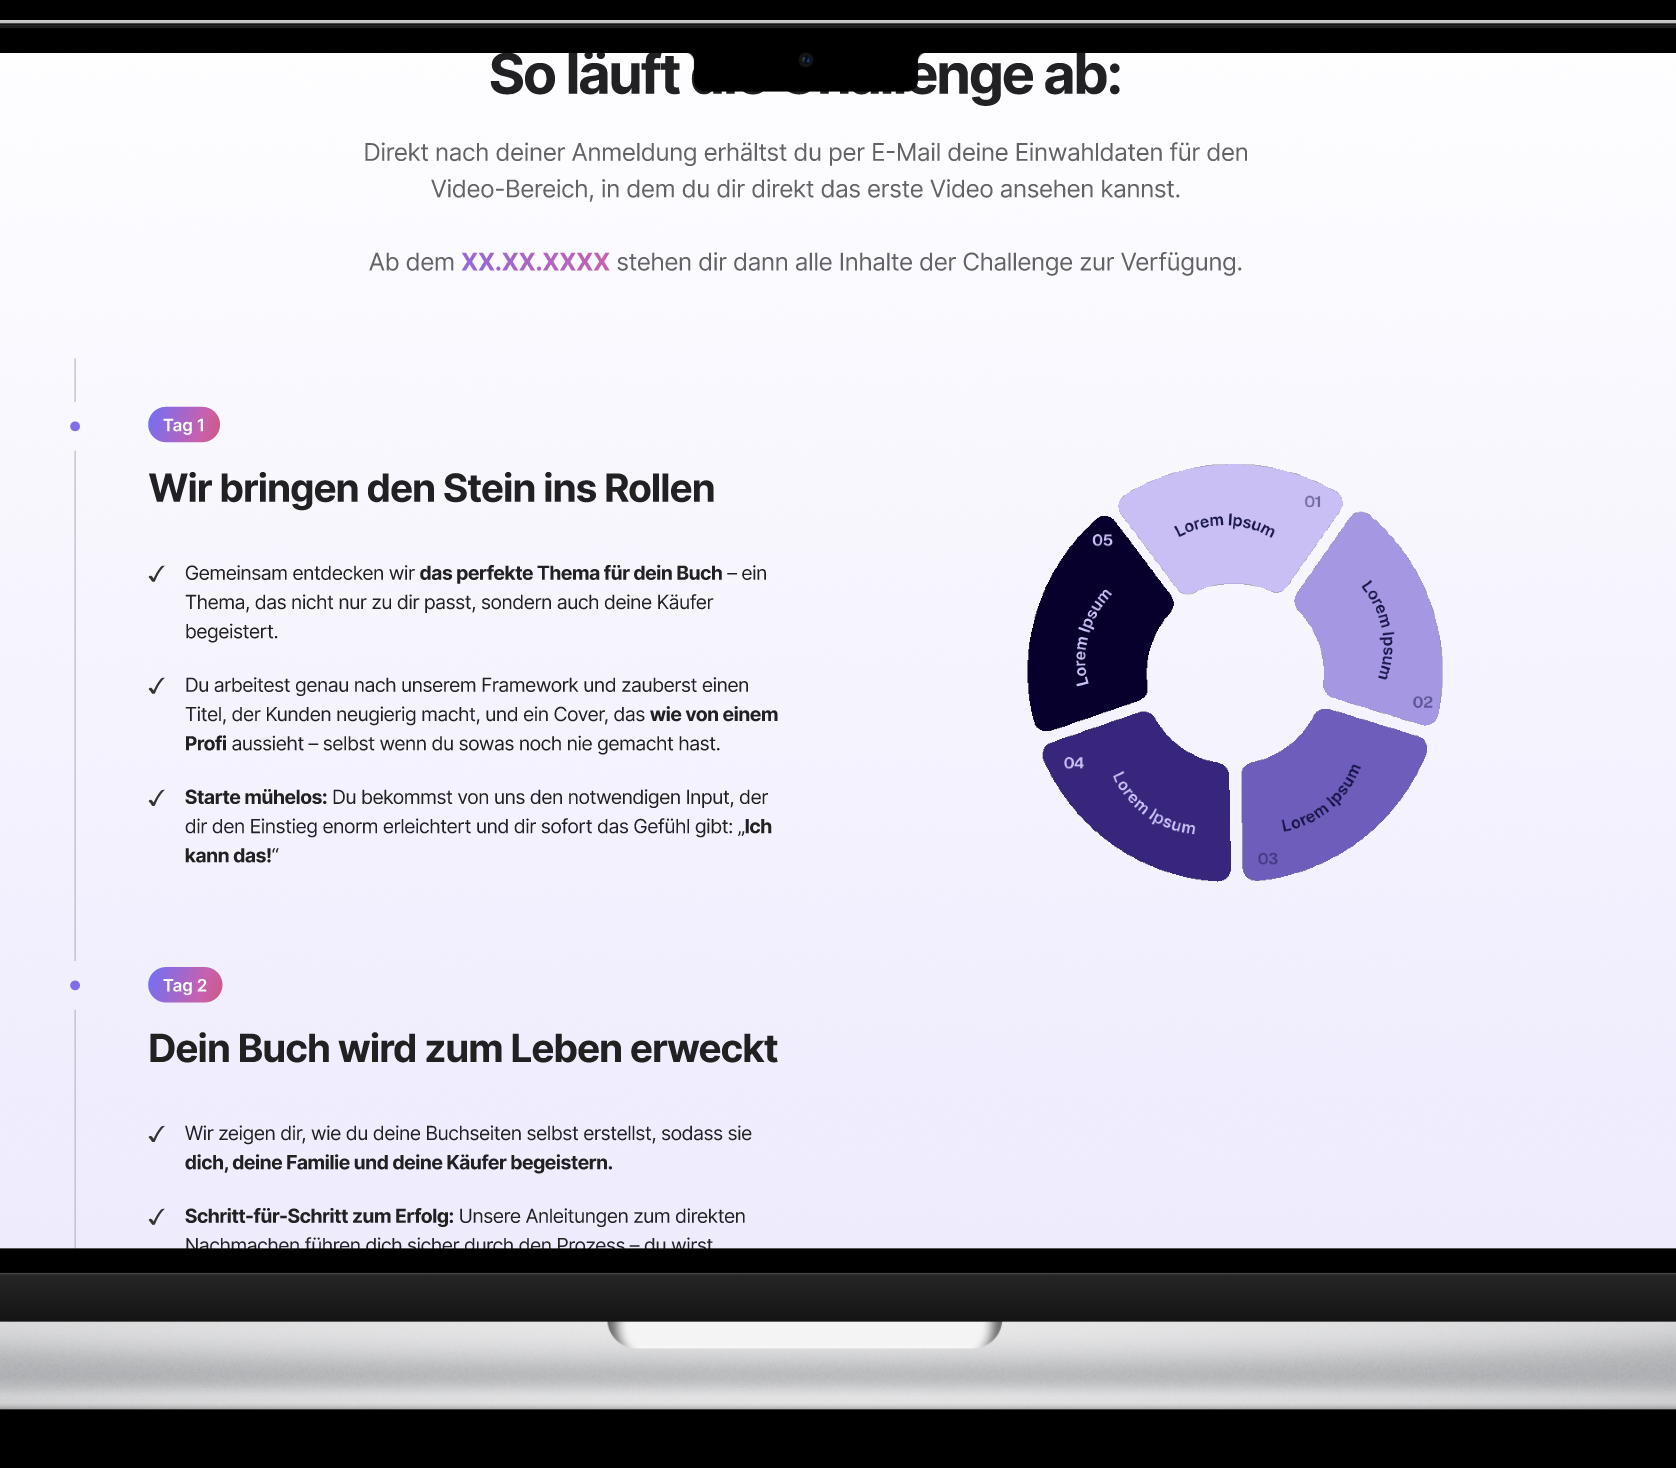 So läuft enge ab:
Direkt nach deiner Anmeldung erhältst du per E-Mail deine Einwahldaten für den
Video-Bereich, in dem du dir direkt das erste Video ansehen kannst.
Ab dem XX.XX.XXXX stehen dir dann alle Inhalte der Challenge zur Verfügung.
Tag 1
Wir bringen den Stein ins Rollen
✓ Gemeinsam entdecken wir das perfekte Thema für dein Buch – ein
Thema, das nicht nur zu dir passt, sondern auch deine Käufer
begeistert.
✓ Du arbeitest genau nach unserem Framework und zauberst einen
Titel, der Kunden neugierig macht, und ein Cover, das wie von einem
Profi aussieht – selbst wenn du sowas noch nie gemacht hast.
✓ Starte mühelos: Du bekommst von uns den notwendigen Input, der
dir den Einstieg enorm erleichtert und dir sofort das Gefühl gibt: „Ich
kann das!“
01
Lorem Ipsum
02
Lorem Ipsum
03
Lorem Ipsum
04
Lorem Ipsum
05
Lorem Ipsum
Tag 2
Dein Buch wird zum Leben erweckt
✓ Wir zeigen dir, wie du deine Buchseiten selbst erstellst, sodass sie
dich, deine Familie und deine Käufer begeistern.
✓ Schritt-für-Schritt zum Erfolg: Unsere Anleitungen zum direkten
Nachmachen führen dich sicher durch den Prozess – du wirst